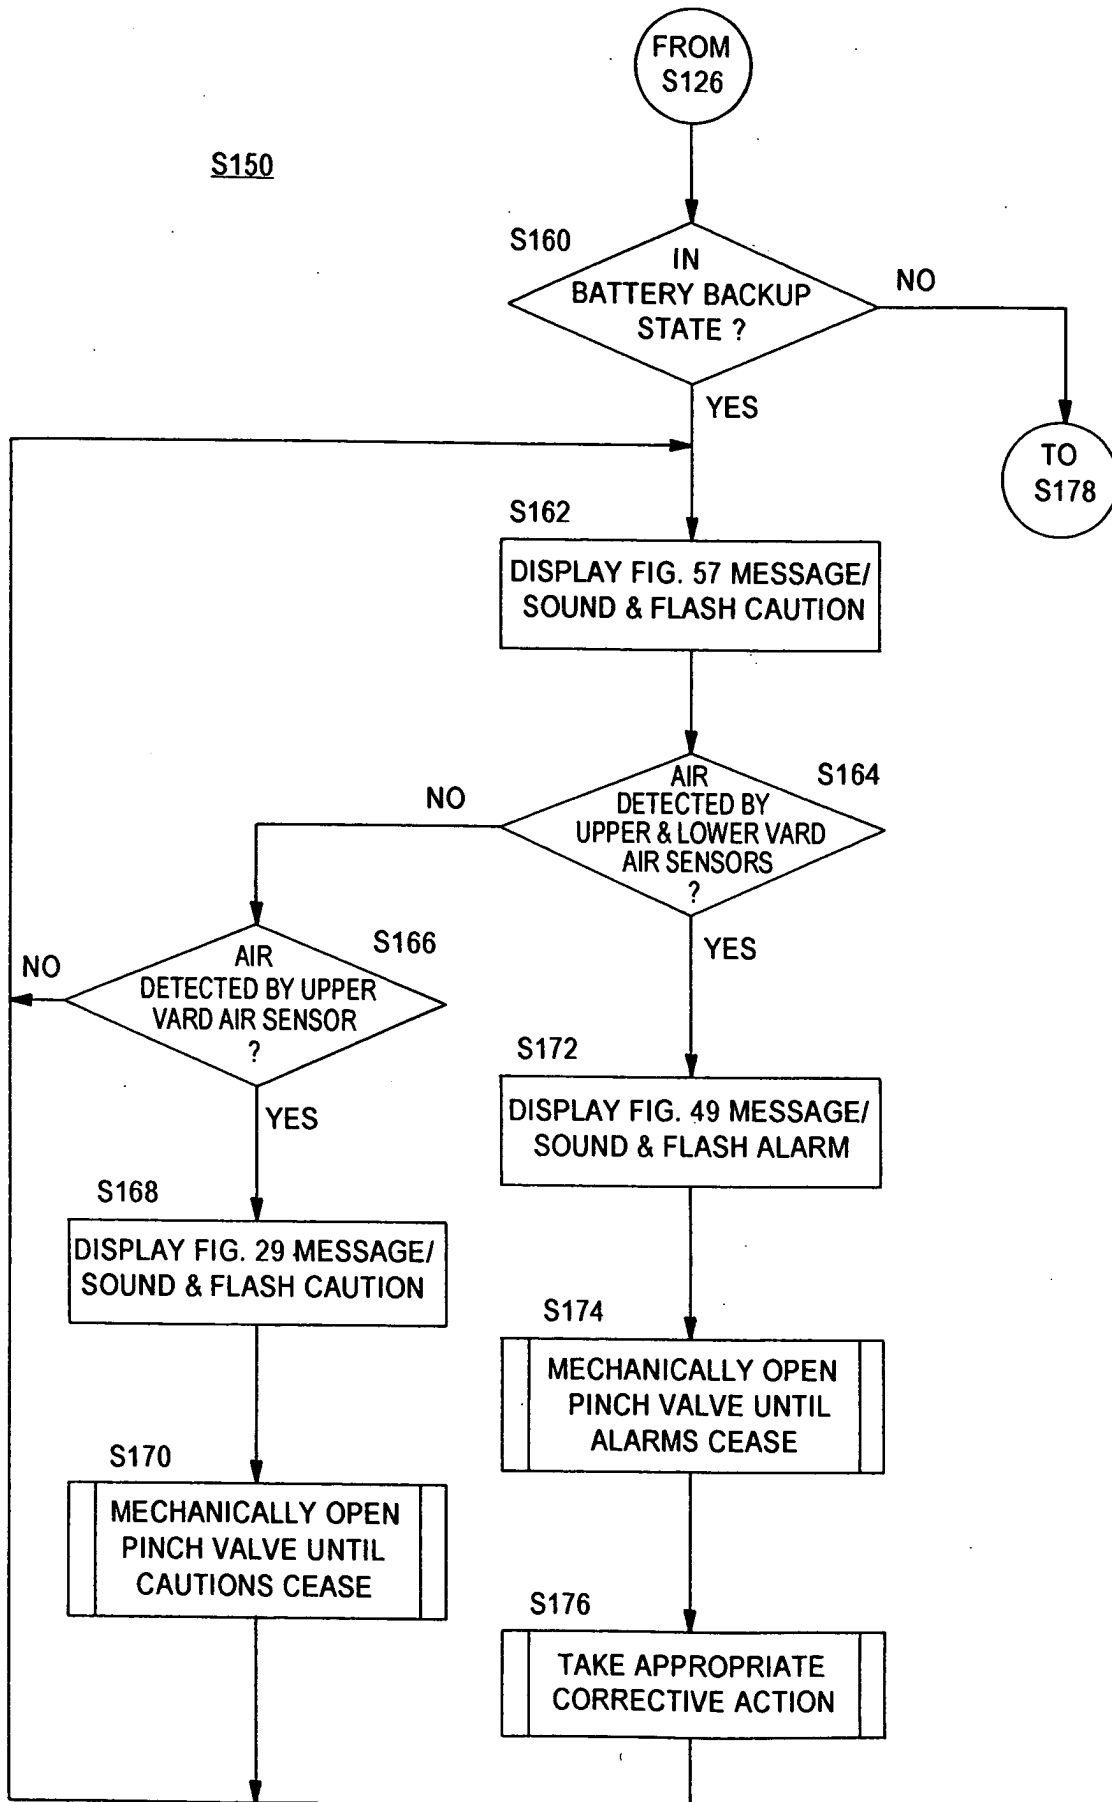 FROM
S126
S150
S160
IN
BATTERY BACKUP
STATE ?
NO
YES
TO
S178
S162
DISPLAY FIG. 57 MESSAGE/
SOUND & FLASH CAUTION
S164
AIR
DETECTED BY
UPPER & LOWER VARD
AIR SENSORS
?
NO
YES
S166
AIR
DETECTED BY UPPER
VARD AIR SENSOR
?
NO
YES
S172
DISPLAY FIG. 49 MESSAGE/
SOUND & FLASH ALARM
S168
DISPLAY FIG. 29 MESSAGE/
SOUND & FLASH CAUTION
S174
MECHANICALLY OPEN
PINCH VALVE UNTIL
ALARMS CEASE
S170
MECHANICALLY OPEN
PINCH VALVE UNTIL
CAUTIONS CEASE
S176
TAKE APPROPRIATE
CORRECTIVE ACTION